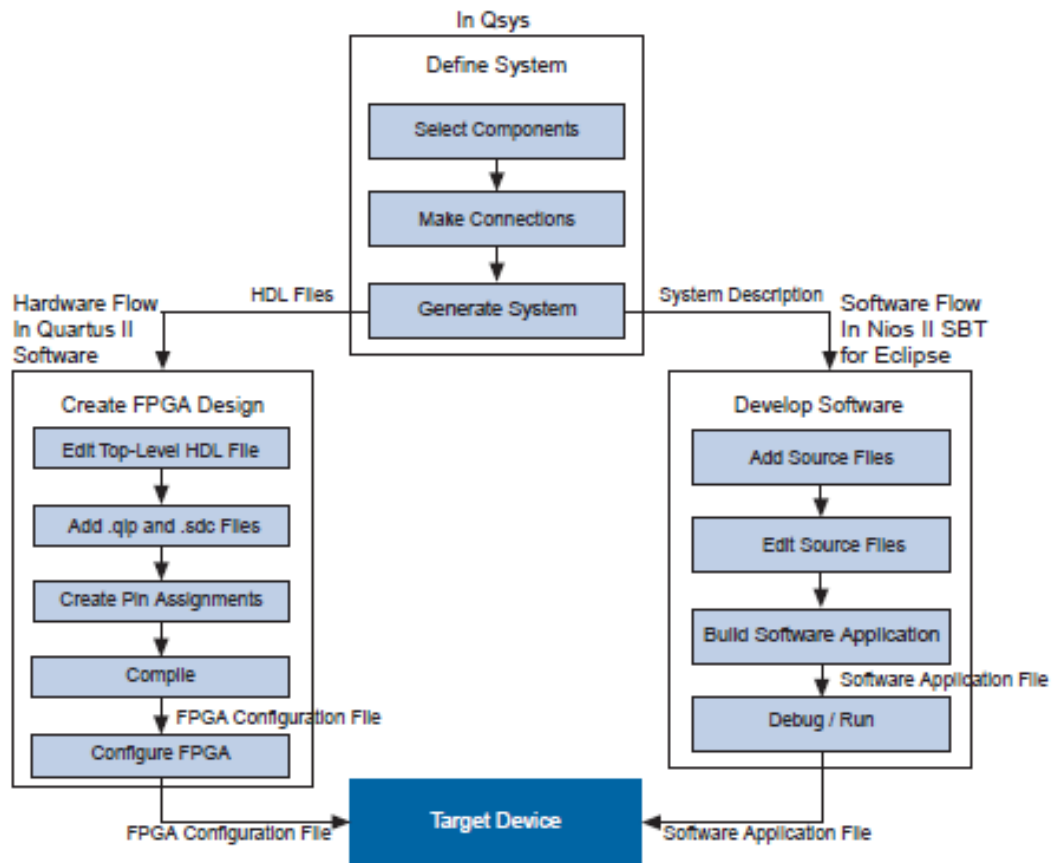 In Qsys
Define System
Select Components
Make Connections
Generate System
HDL Files
System Description
Hardware Flow
In Quartus II
Software
Software Flow
In Nios II SBT
for Eclipse
Create FPGA Design
Edit Top-Level HDL File
Add .qip and .sdc Files
Create Pin Assignments
Compile
FPGA Configuration File
Configure FPGA
FPGA Configuration File
Develop Software
Add Source Files
Edit Source Files
Build Software Application
Software Application File
Debug / Run
Software Application File
Target Device